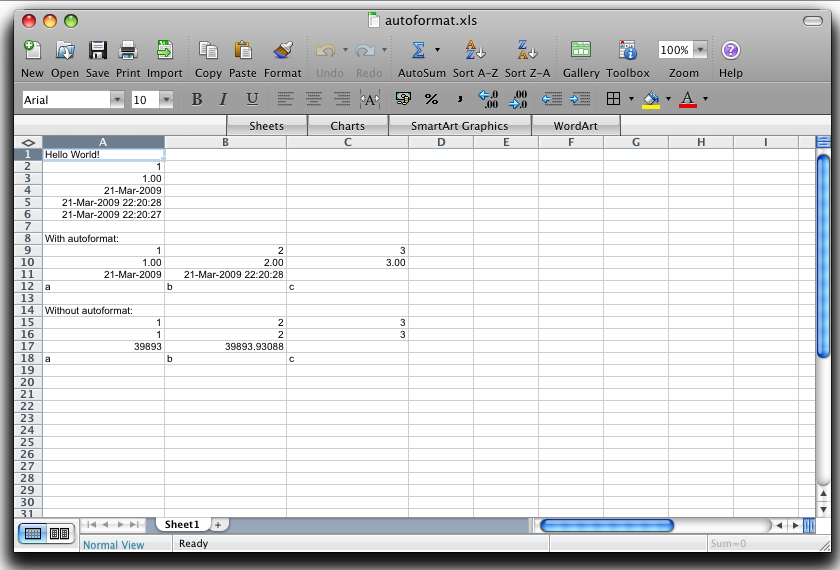 autoformat.xls
New Open Save Print Import Copy Paste Format Undo Redo AutoSum Sort A-Z Sort Z-A Gallery Toolbox 100% Zoom Help
Arial 10 B I U A % , .0 .00 .00 .0 A
Sheets Charts SmartArt Graphics WordArt
A B C D E F G H I
1 Hello World!
2 1
3 1.00
4 21-Mar-2009
5 21-Mar-2009 22:20:28
6 21-Mar-2009 22:20:27
7
8 With autoformat:
9 1 2 3
10 1.00 2.00 3.00
11 21-Mar-2009 21-Mar-2009 22:20:28
12 a b c
13
14 Without autoformat:
15 1 2 3
16 1 2 3
17 39893 39893.93088
18 a b c
19
20
21
22
23
24
25
26
27
28
29
30
31
Sheet1 +
Normal View Ready Sum=0